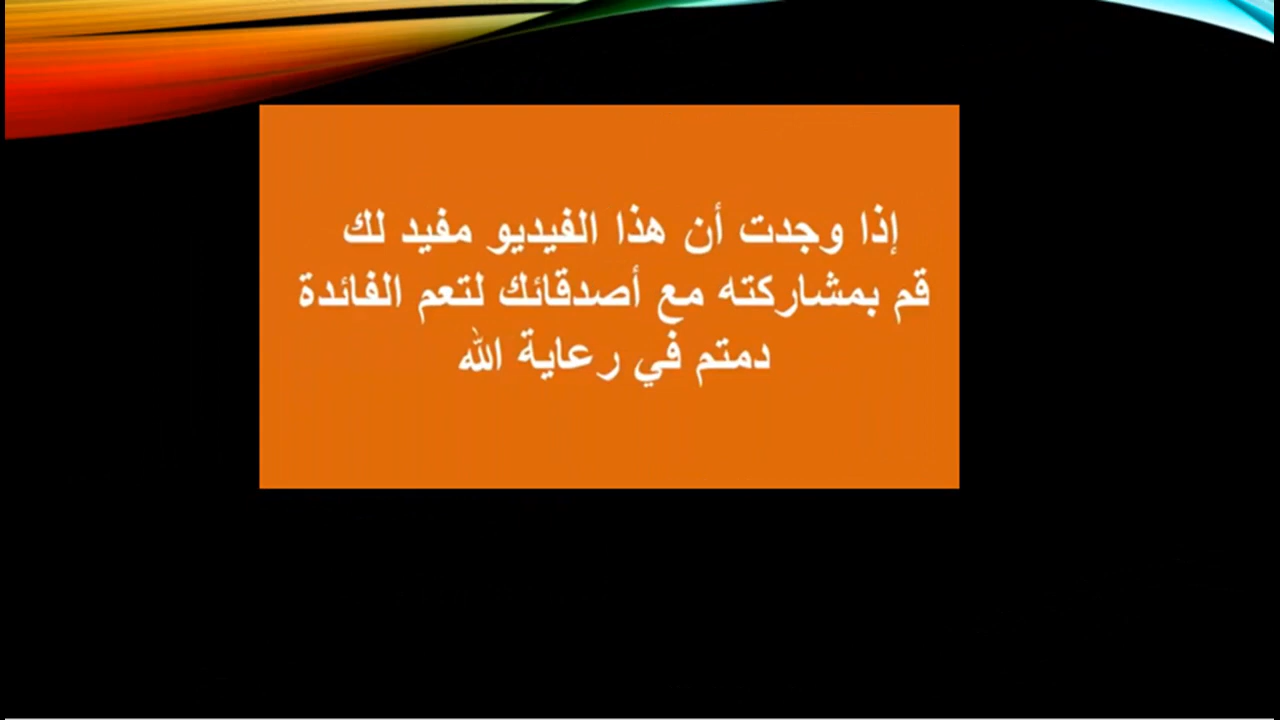 إذا وجدت أن هذا الفيديو مفيد لك
قم بمشاركته مع أصدقائك لتعم الفائدة
دمتم في رعاية الله